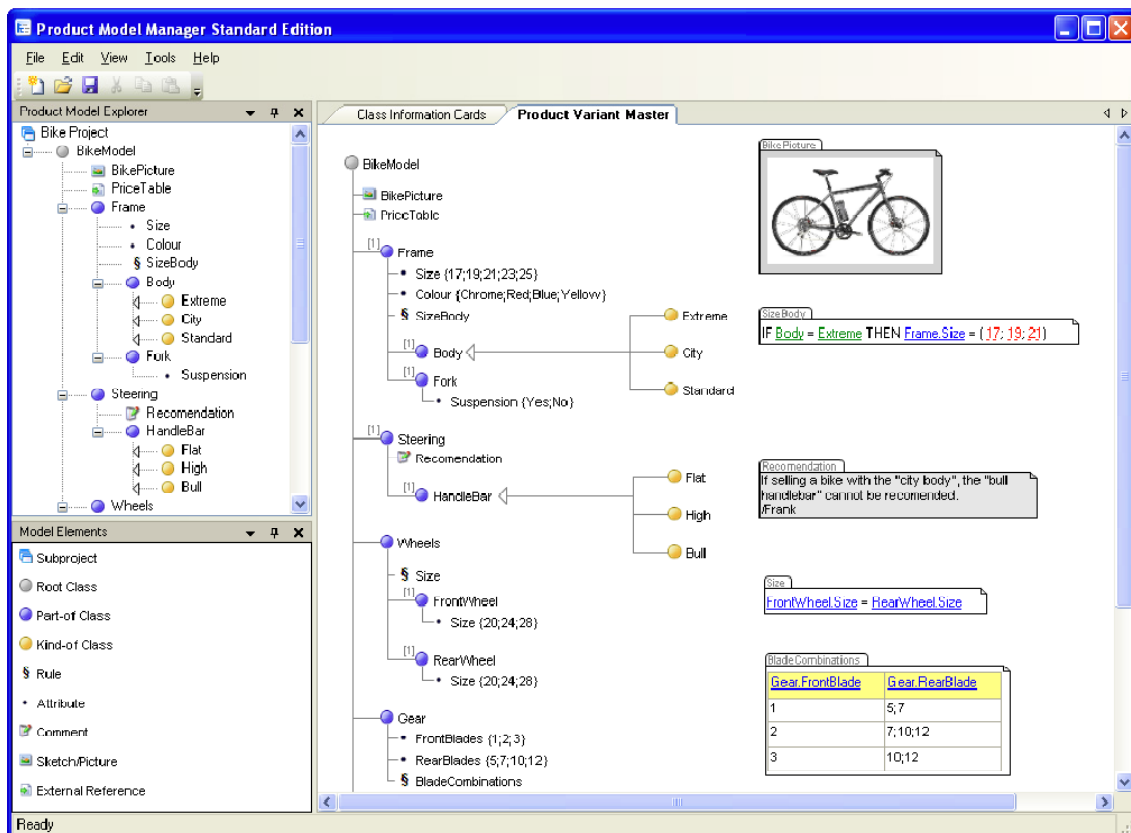 Product Model Manager Standard Edition
File Edit View Tools Help
Product Model Explorer
Bike Project
BikeModel
BikePicture
PriceTable
Frame
Size
Colour
§ SizeBody
Body
Extreme
City
Standard
Fork
Suspension
Steering
Recomendation
HandleBar
Flat
High
Bull
Wheels
Model Elements
Subproject
Root Class
Part-of Class
Kind-of Class
§ Rule
Attribute
Comment
Sketch/Picture
External Reference
Class Information Cards Product Variant Master
BikeModel
BikePicture
PriceTable
[1] Frame
Size {17;19;21;23;25}
Colour {Chrome;Red;Blue;Yellow}
§ SizeBody
[1] Body
Extreme
City
Standard
[1] Fork
Suspension {Yes;No}
[1] Steering
Recomendation
[1] HandleBar
Flat
High
Bull
Wheels
§ Size
[1] FrontWheel
Size {20;24;28}
[1] RearWheel
Size {20;24;28}
Gear
FrontBlades {1;2;3}
RearBlades {5;7;10;12}
§ BladeCombinations
BikePicture
SizeBody
IF Body = Extreme THEN Frame.Size = ( 17; 19; 21)
Recomendation
If selling a bike with the "city body", the "bull
handlebar" cannot be recomended.
/Frank
Size
FrontWheel.Size = RearWheel.Size
BladeCombinations
Gear.FrontBlade Gear.RearBlade
1 5;7
2 7;10;12
3 10;12
Ready